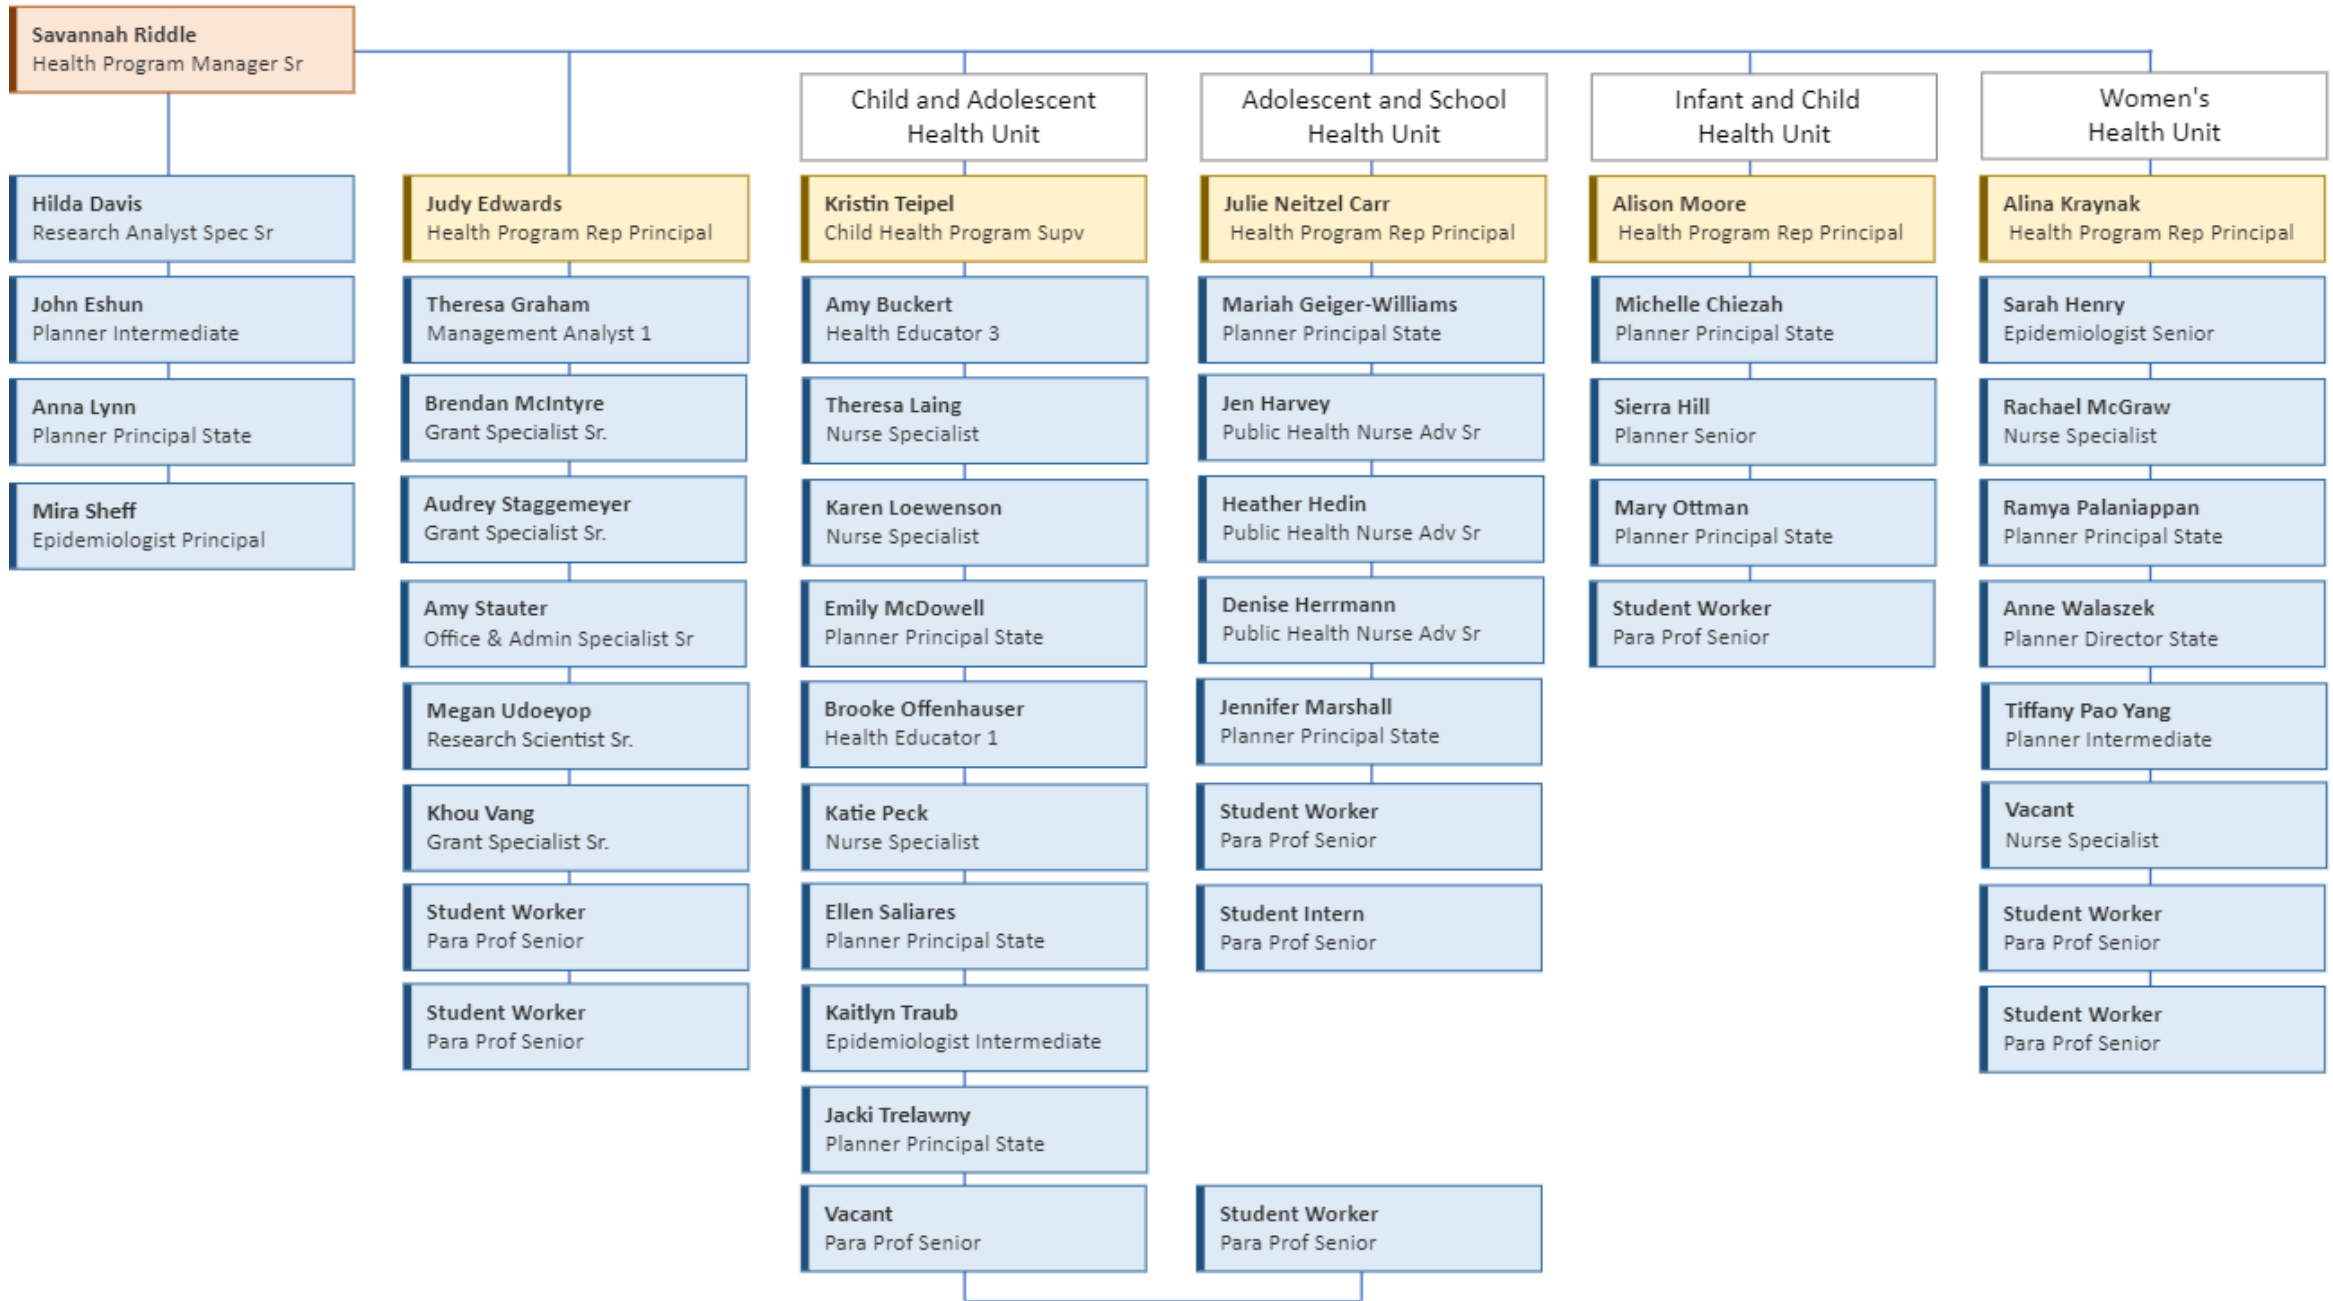 Savannah Riddle
Health Program Manager Sr
Hilda Davis
Research Analyst Spec Sr
John Eshun
Planner Intermediate
Anna Lynn
Planner Principal State
Mira Sheff
Epidemiologist Principal
Judy Edwards
Health Program Rep Principal
Theresa Graham
Management Analyst 1
Brendan McIntyre
Grant Specialist Sr.
Audrey Staggemeyer
Grant Specialist Sr.
Amy Stauter
Office & Admin Specialist Sr
Megan Udoeyop
Research Scientist Sr.
Khou Vang
Grant Specialist Sr.
Student Worker
Para Prof Senior
Student Worker
Para Prof Senior
Child and Adolescent
Health Unit
Kristin Teipel
Child Health Program Supv
Amy Buckert
Health Educator 3
Theresa Laing
Nurse Specialist
Karen Loewenson
Nurse Specialist
Emily McDowell
Planner Principal State
Brooke Offenhauser
Health Educator 1
Katie Peck
Nurse Specialist
Ellen Saliares
Planner Principal State
Kaitlyn Traub
Epidemiologist Intermediate
Jacki Trelawny
Planner Principal State
Vacant
Para Prof Senior
Student Worker
Para Prof Senior
Adolescent and School
Health Unit
Julie Neitzel Carr
Health Program Rep Principal
Mariah Geiger-Williams
Planner Principal State
Jen Harvey
Public Health Nurse Adv Sr
Heather Hedin
Public Health Nurse Adv Sr
Denise Herrmann
Public Health Nurse Adv Sr
Jennifer Marshall
Planner Principal State
Student Worker
Para Prof Senior
Student Intern
Para Prof Senior
Infant and Child
Health Unit
Alison Moore
Health Program Rep Principal
Michelle Chiezah
Planner Principal State
Sierra Hill
Planner Senior
Mary Ottman
Planner Principal State
Student Worker
Para Prof Senior
Women's
Health Unit
Alina Kraynak
Health Program Rep Principal
Sarah Henry
Epidemiologist Senior
Rachael McGraw
Nurse Specialist
Ramya Palaniappan
Planner Principal State
Anne Walaszek
Planner Director State
Tiffany Pao Yang
Planner Intermediate
Vacant
Nurse Specialist
Student Worker
Para Prof Senior
Student Worker
Para Prof Senior